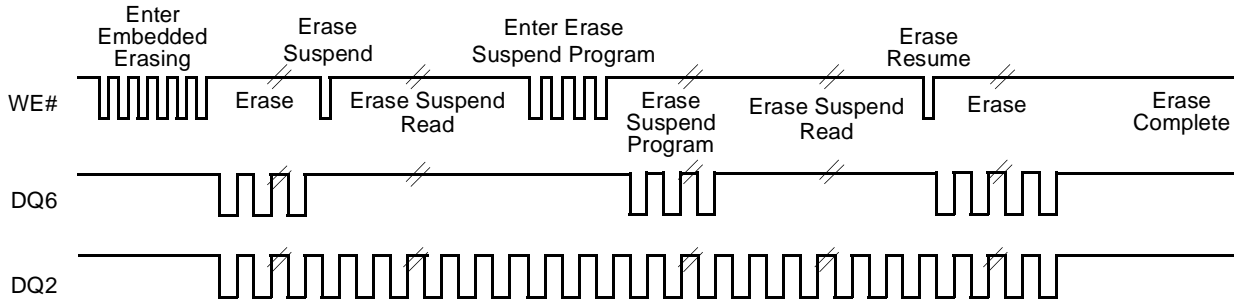 Enter
Embedded
Erasing
Erase
Suspend
Enter Erase
Suspend Program
Erase
Resume
WE#
Erase
Erase Suspend
Read
Erase
Suspend
Program
Erase Suspend
Read
Erase
Erase
Complete
DQ6
DQ2